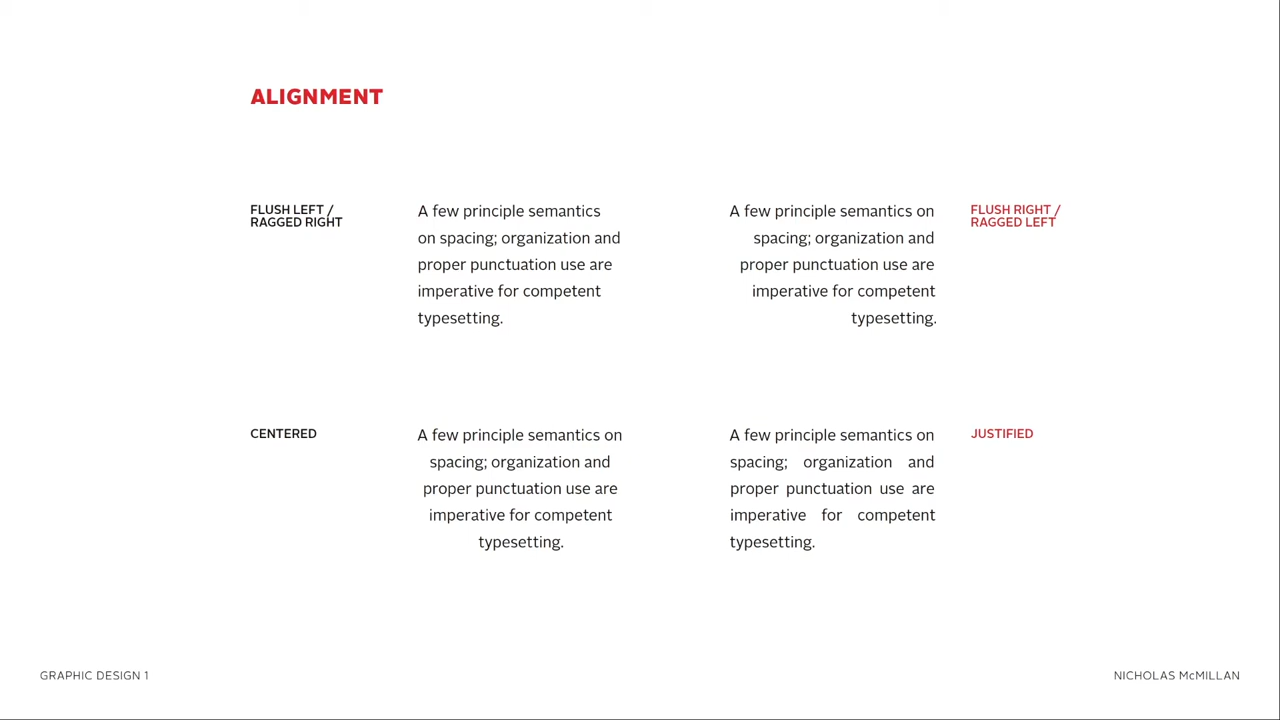 ALIGNMENT
FLUSH LEFT /
RAGGED RIGHT
A few principle semantics
on spacing; organization and
proper punctuation use are
imperative for competent
typesetting.
A few principle semantics on
spacing; organization and
proper punctuation use are
imperative for competent
typesetting.
FLUSH RIGHT /
RAGGED LEFT
CENTERED
A few principle semantics on
spacing; organization and
proper punctuation use are
imperative for competent
typesetting.
A few principle semantics on
spacing; organization and
proper punctuation use are
imperative for competent
typesetting.
JUSTIFIED
GRAPHIC DESIGN 1
NICHOLAS McMILLAN